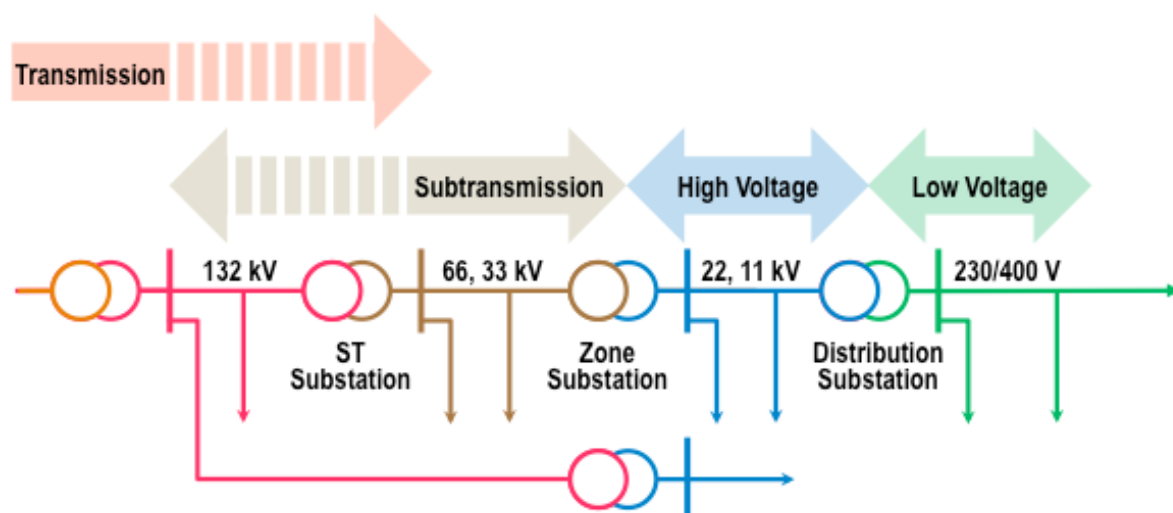 Transmission
Subtransmission
High Voltage
Low Voltage
132 kV
66, 33 kV
22, 11 kV
230/400 V
ST
Substation
Zone
Substation
Distribution
Substation